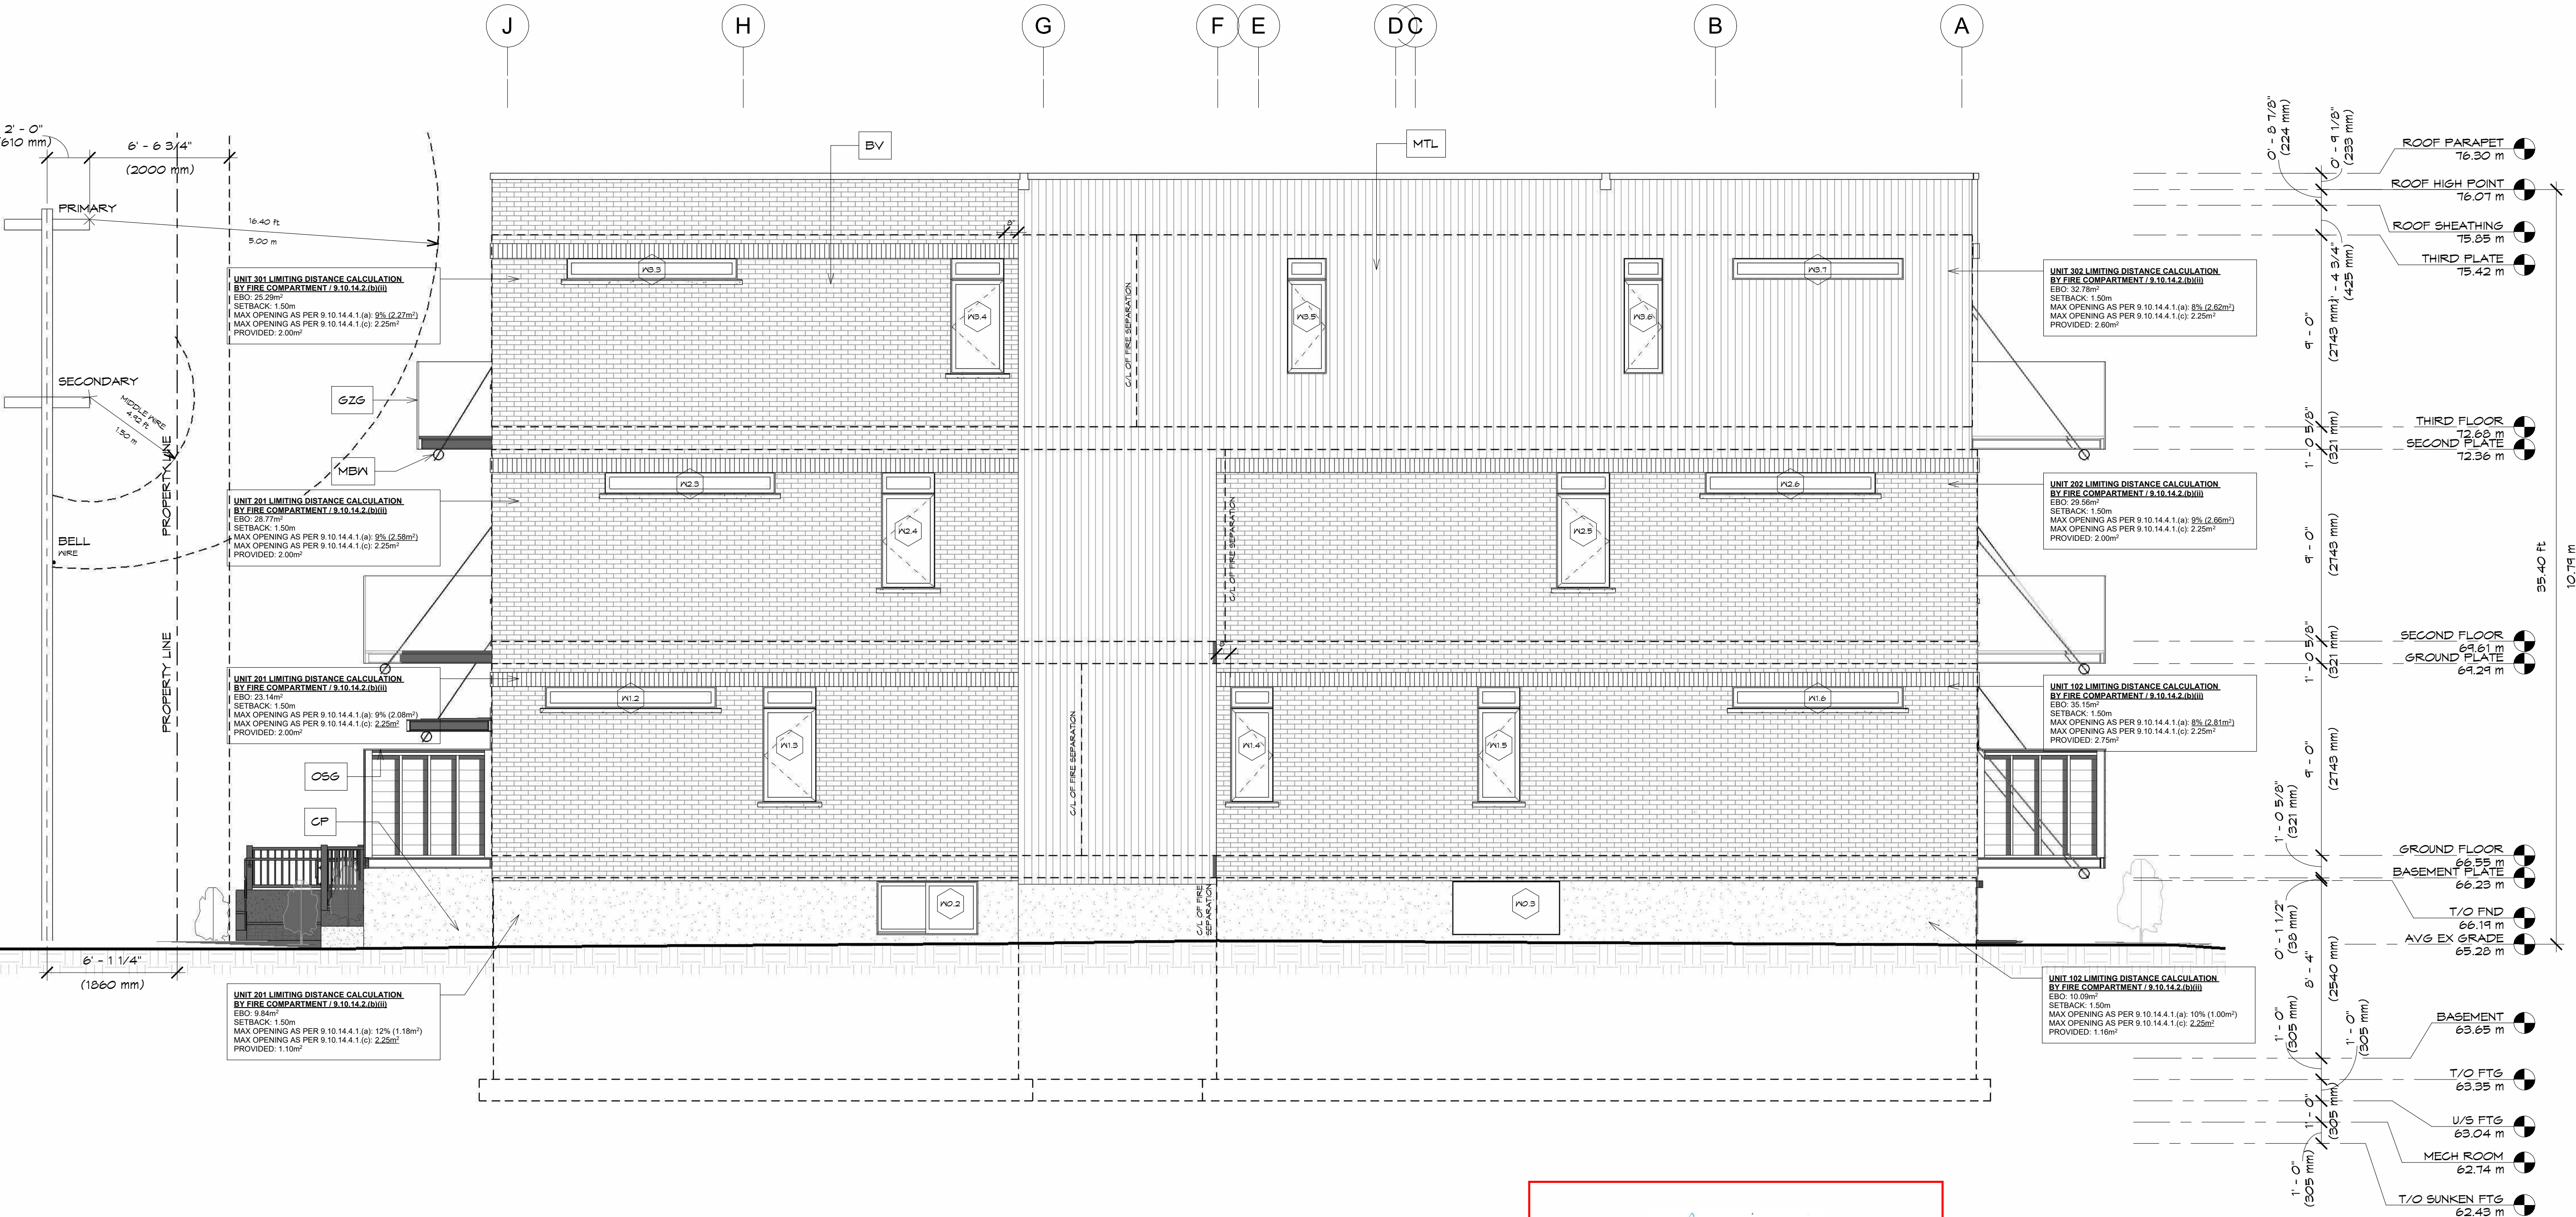 J
H
G
F
E
D
C
B
A
2' - 0"
610 mm)
6' - 6 3/4"
(2000 mm)
BV
MTL
PRIMARY
16.40 ft
5.00 m
UNIT 301 LIMITING DISTANCE CALCULATION
BY FIRE COMPARTMENT / 9.10.14.2.(b)(ii)
EBO: 25.29m²
SETBACK: 1.50m
MAX OPENING AS PER 9.10.14.4.1.(a): 9% (2.27m²)
MAX OPENING AS PER 9.10.14.4.1.(c): 2.25m²
PROVIDED: 2.00m²
W3.3
W3.4
C/L OF FIRE SEPARATION
W3.5
W3.6
W3.7
UNIT 302 LIMITING DISTANCE CALCULATION
BY FIRE COMPARTMENT / 9.10.14.2.(b)(ii)
EBO: 32.78m²
SETBACK: 1.50m
MAX OPENING AS PER 9.10.14.4.1.(a): 8% (2.62m²)
MAX OPENING AS PER 9.10.14.4.1.(c): 2.25m²
PROVIDED: 2.60m²
SECONDARY
MIDDLE WIRE
4.92 ft
1.50 m
PROPERTY LINE
GZG
MBW
UNIT 201 LIMITING DISTANCE CALCULATION
BY FIRE COMPARTMENT / 9.10.14.2.(b)(ii)
EBO: 28.77m²
SETBACK: 1.50m
MAX OPENING AS PER 9.10.14.4.1.(a): 9% (2.58m²)
MAX OPENING AS PER 9.10.14.4.1.(c): 2.25m²
PROVIDED: 2.00m²
BELL
WIRE
W2.3
W2.4
C/L OF FIRE SEPARATION
W2.5
W2.6
UNIT 202 LIMITING DISTANCE CALCULATION
BY FIRE COMPARTMENT / 9.10.14.2.(b)(ii)
EBO: 29.56m²
SETBACK: 1.50m
MAX OPENING AS PER 9.10.14.4.1.(a): 9% (2.66m²)
MAX OPENING AS PER 9.10.14.4.1.(c): 2.25m²
PROVIDED: 2.00m²
PROPERTY LINE
UNIT 201 LIMITING DISTANCE CALCULATION
BY FIRE COMPARTMENT / 9.10.14.2.(b)(ii)
EBO: 23.14m²
SETBACK: 1.50m
MAX OPENING AS PER 9.10.14.4.1.(a): 9% (2.08m²)
MAX OPENING AS PER 9.10.14.4.1.(c): 2.25m²
PROVIDED: 2.00m²
W1.2
W1.3
C/L OF FIRE SEPARATION
W1.4
W1.5
W1.6
UNIT 102 LIMITING DISTANCE CALCULATION
BY FIRE COMPARTMENT / 9.10.14.2.(b)(ii)
EBO: 35.15m²
SETBACK: 1.50m
MAX OPENING AS PER 9.10.14.4.1.(a): 8% (2.81m²)
MAX OPENING AS PER 9.10.14.4.1.(c): 2.25m²
PROVIDED: 2.75m²
OSG
CP
W0.2
C/L OF FIRE
SEPARATION
W0.3
6' - 1 1/4"
(1860 mm)
UNIT 201 LIMITING DISTANCE CALCULATION
BY FIRE COMPARTMENT / 9.10.14.2.(b)(ii)
EBO: 9.84m²
SETBACK: 1.50m
MAX OPENING AS PER 9.10.14.4.1.(a): 12% (1.18m²)
MAX OPENING AS PER 9.10.14.4.1.(c): 2.25m²
PROVIDED: 1.10m²
UNIT 102 LIMITING DISTANCE CALCULATION
BY FIRE COMPARTMENT / 9.10.14.2.(b)(ii)
EBO: 10.09m²
SETBACK: 1.50m
MAX OPENING AS PER 9.10.14.4.1.(a): 10% (1.00m²)
MAX OPENING AS PER 9.10.14.4.1.(c): 2.25m²
PROVIDED: 1.16m²
0' - 8 7/8"
(224 mm)
0' - 9 1/8"
(233 mm)
1' - 4 3/4"
(425 mm)
9' - 0"
(2743 mm)
1' - 0 5/8"
(321 mm)
9' - 0"
(2743 mm)
1' - 0 5/8"
(321 mm)
9' - 0"
(2743 mm)
1' - 0 5/8"
(321 mm)
0' - 1 1/2"
(38 mm)
8' - 4"
(2540 mm)
1' - 0"
(305 mm)
1' - 0"
(305 mm)
1' - 0"
(305 mm)
1' - 0"
(305 mm)
ROOF PARAPET
76.30 m
ROOF HIGH POINT
76.07 m
ROOF SHEATHING
75.85 m
THIRD PLATE
75.42 m
THIRD FLOOR
72.68 m
SECOND PLATE
72.36 m
SECOND FLOOR
69.61 m
GROUND PLATE
69.29 m
GROUND FLOOR
66.55 m
BASEMENT PLATE
66.23 m
T/O FND
66.19 m
AVG EX GRADE
65.28 m
BASEMENT
63.65 m
T/O FTG
63.35 m
U/S FTG
63.04 m
MECH ROOM
62.74 m
T/O SUNKEN FTG
62.43 m
35.40 ft
10.79 m